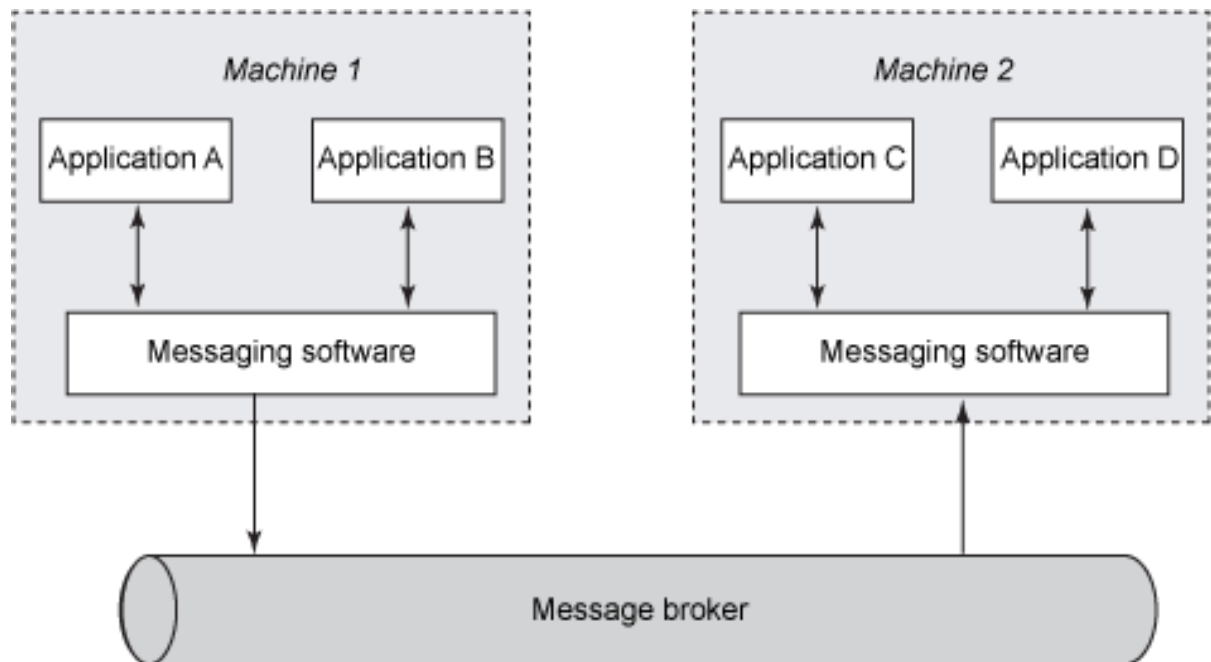 Machine 1
Machine 2
Application A
Application B
Application C
Application D
Messaging software
Messaging software
Message broker